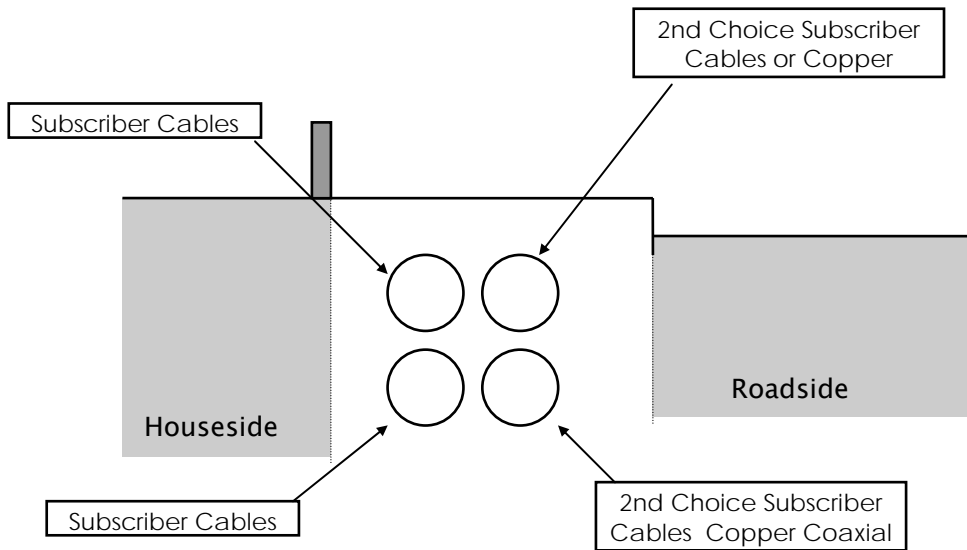 2nd Choice Subscriber
Cables or Copper
Subscriber Cables
Houseside
Roadside
Subscriber Cables
2nd Choice Subscriber
Cables Copper Coaxial